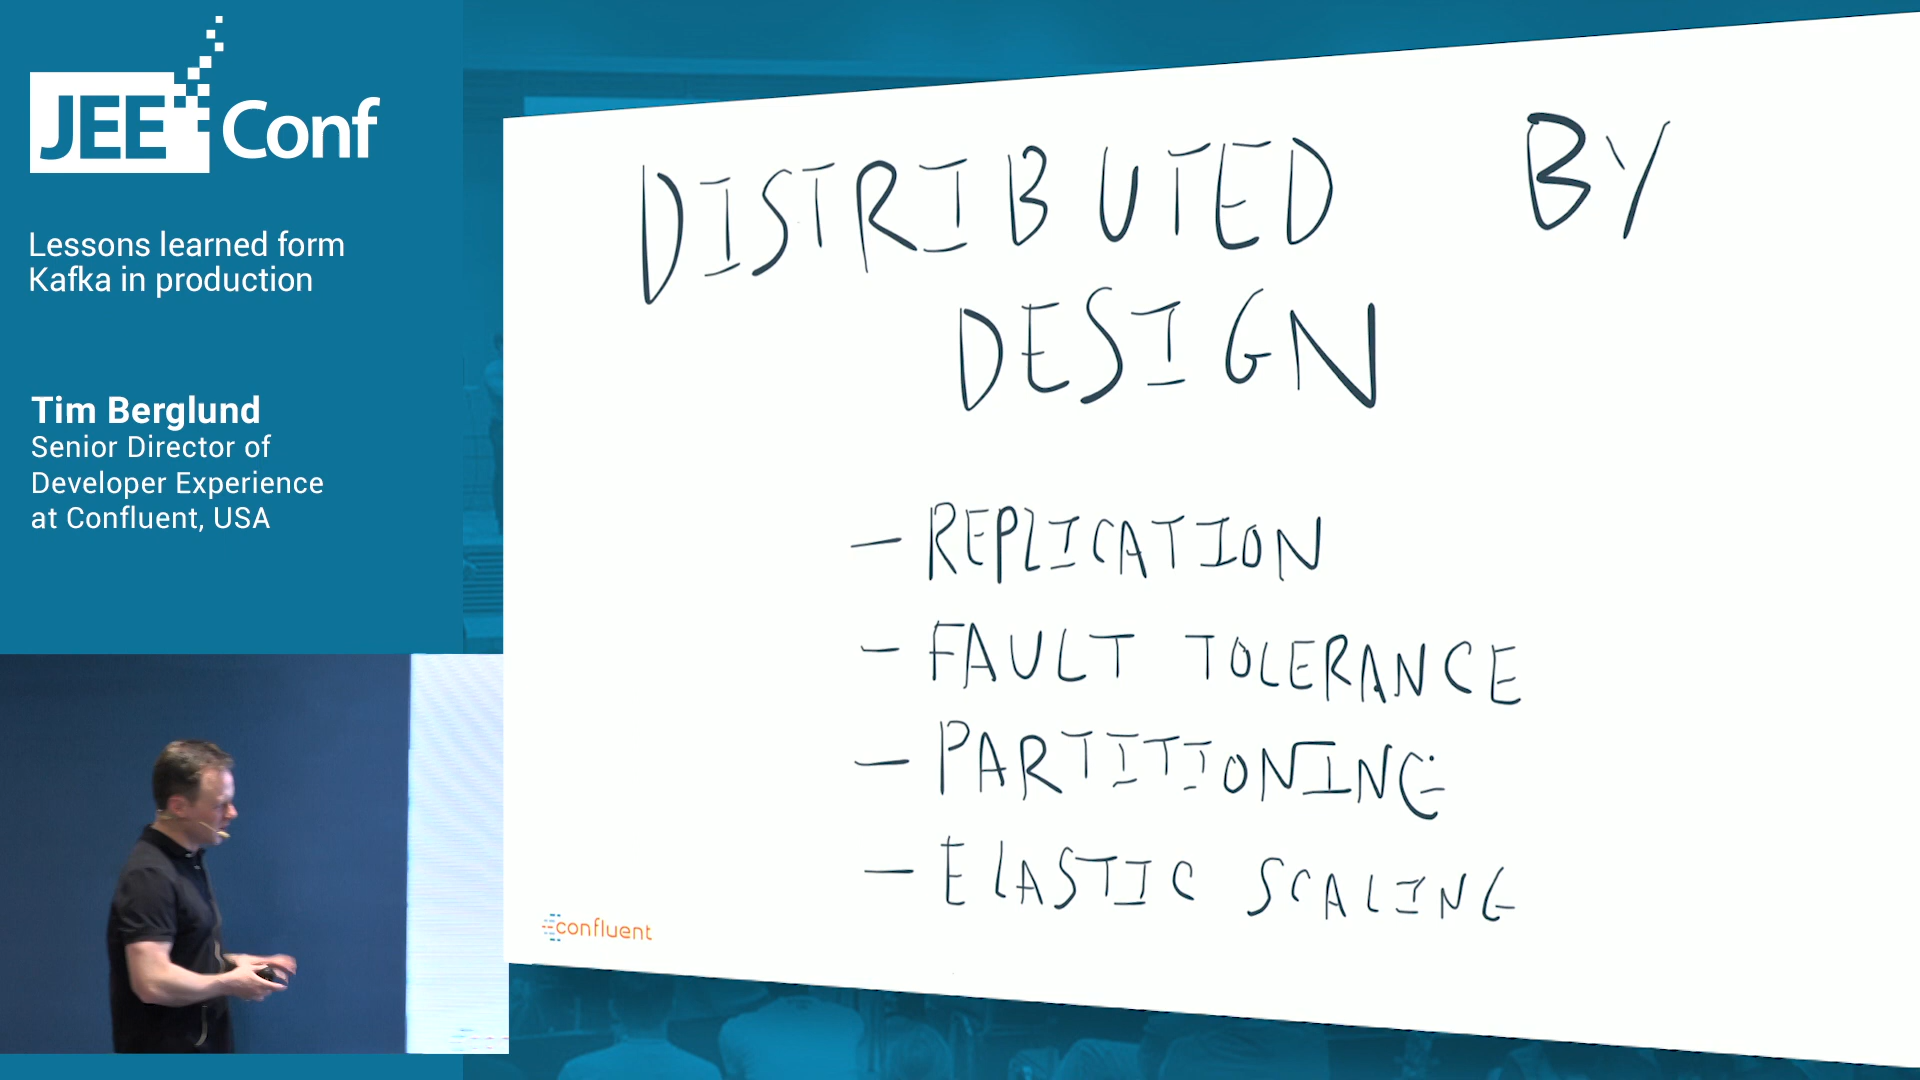 JEE Conf
Lessons learned form
Kafka in production
Tim Berglund
Senior Director of
Developer Experience
at Confluent, USA
DISTRIBUTED BY
DESIGN
- REPLICATION
- FAULT TOLERANCE
- PARTITIONING
- ELASTIC SCALING
confluent